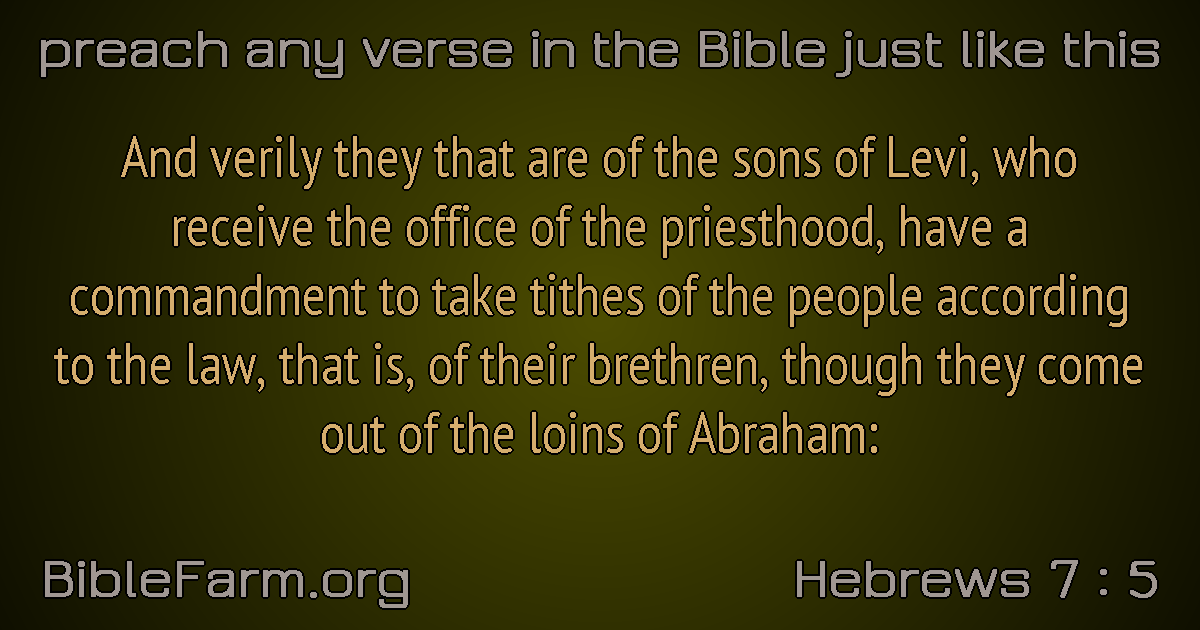 preach any verse in the Bible just like this
And verily they that are of the sons of Levi, who
receive the office of the priesthood, have a
commandment to take tithes of the people according
to the law, that is, of their brethren, though they come
out of the loins of Abraham:
BibleFarm.org
Hebrews 7 : 5